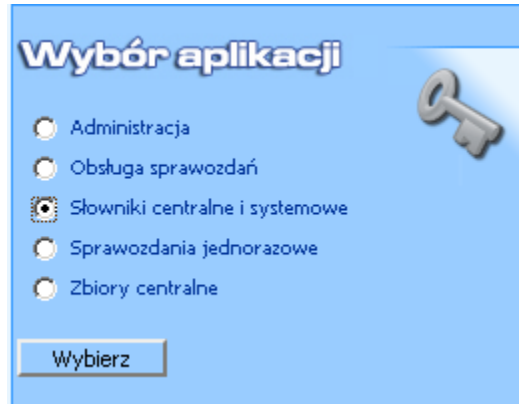 Wybór aplikacji
Administracja
Obsługa sprawozdań
Słowniki centralne i systemowe
Sprawozdania jednorazowe
Zbiory centralne
Wybierz